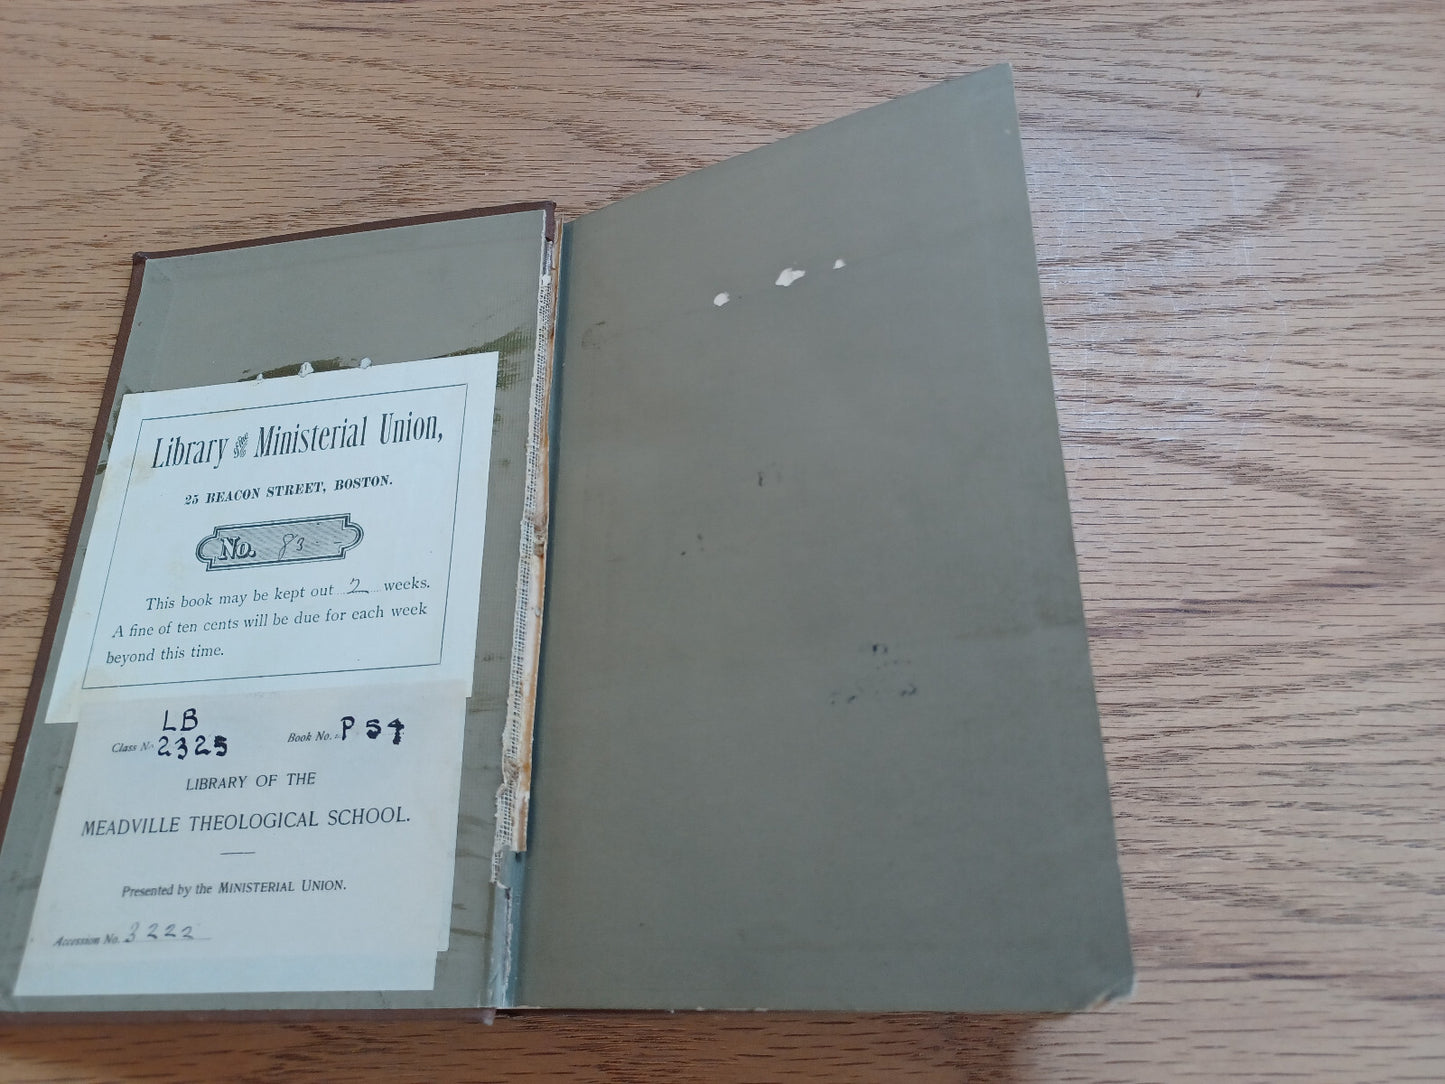 Library of Ministerial Union,
25 BEACON STREET, BOSTON.
No. 83
This book may be kept out 2 weeks.
A fine of ten cents will be due for each week
beyond this time.
LB
Class No. 2325 Book No. P 54
LIBRARY OF THE
MEADVILLE THEOLOGICAL SCHOOL.
Presented by the MINISTERIAL UNION.
Accession No. 3222